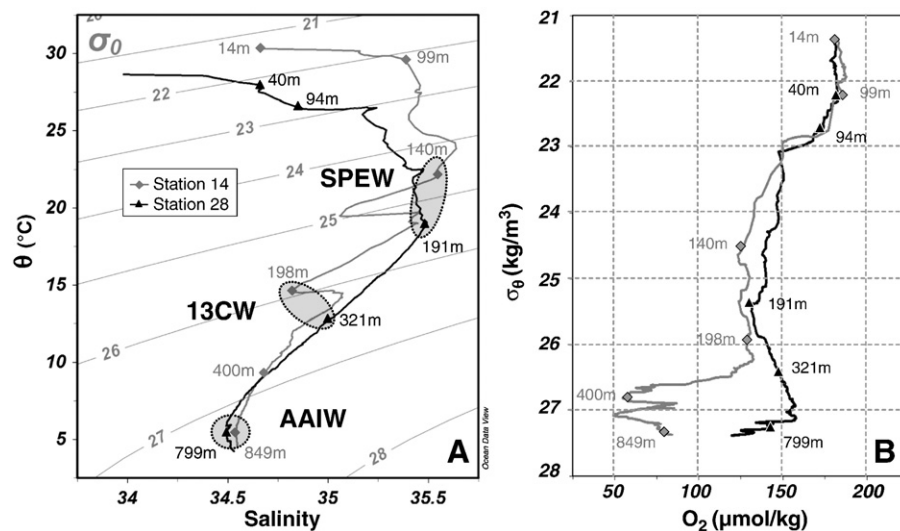 σ0
21
22
23
24
25
26
27
28
30
25
20
15
10
5
θ (°C)
34
34.5
35
35.5
Salinity
Station 14
Station 28
14m
99m
40m
94m
140m
SPEW
191m
198m
13CW
321m
400m
AAIW
799m
849m
A
Ocean Data View
21
22
23
24
25
26
27
28
σθ (kg/m3)
14m
40m
99m
94m
140m
191m
198m
321m
400m
799m
849m
B
50
100
150
200
O2 (µmol/kg)